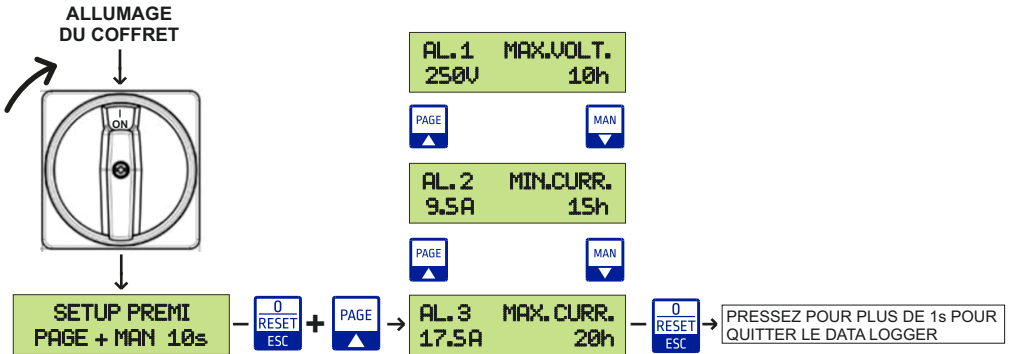 ALLUMAGE
DU COFFRET
I
ON
SETUP PREMI
PAGE + MAN 10s
0
RESET
ESC
+
PAGE
AL.1 MAX.VOLT.
250V 10h
PAGE
MAN
AL.2 MIN.CURR.
9.5A 15h
PAGE
MAN
AL.3 MAX.CURR.
17.5A 20h
0
RESET
ESC
PRESSEZ POUR PLUS DE 1s POUR
QUITTER LE DATA LOGGER